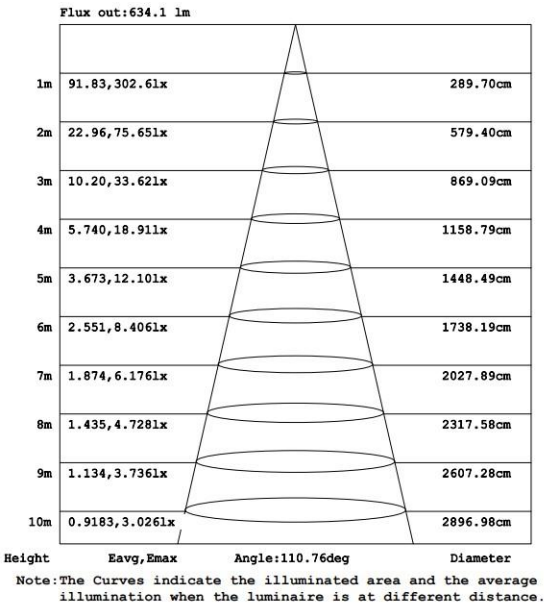 Flux out:634.1 lm
1m 91.83,302.6lx 289.70cm
2m 22.96,75.65lx 579.40cm
3m 10.20,33.62lx 869.09cm
4m 5.740,18.91lx 1158.79cm
5m 3.673,12.10lx 1448.49cm
6m 2.551,8.406lx 1738.19cm
7m 1.874,6.176lx 2027.89cm
8m 1.435,4.728lx 2317.58cm
9m 1.134,3.736lx 2607.28cm
10m 0.9183,3.026lx 2896.98cm
Height Eavg,Emax Angle:110.76deg Diameter
Note:The Curves indicate the illuminated area and the average
illumination when the luminaire is at different distance.